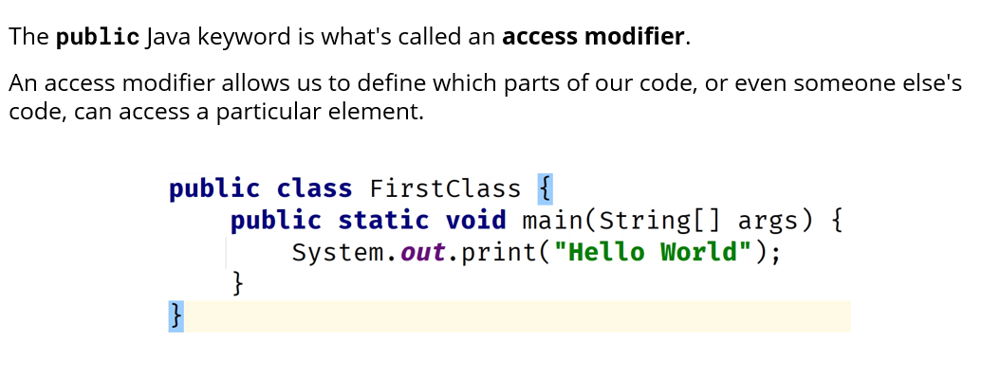 The public Java keyword is what's called an access modifier.
An access modifier allows us to define which parts of our code, or even someone else's
code, can access a particular element.
public class FirstClass {
    public static void main(String[] args) {
        System.out.print("Hello World");
    }
}